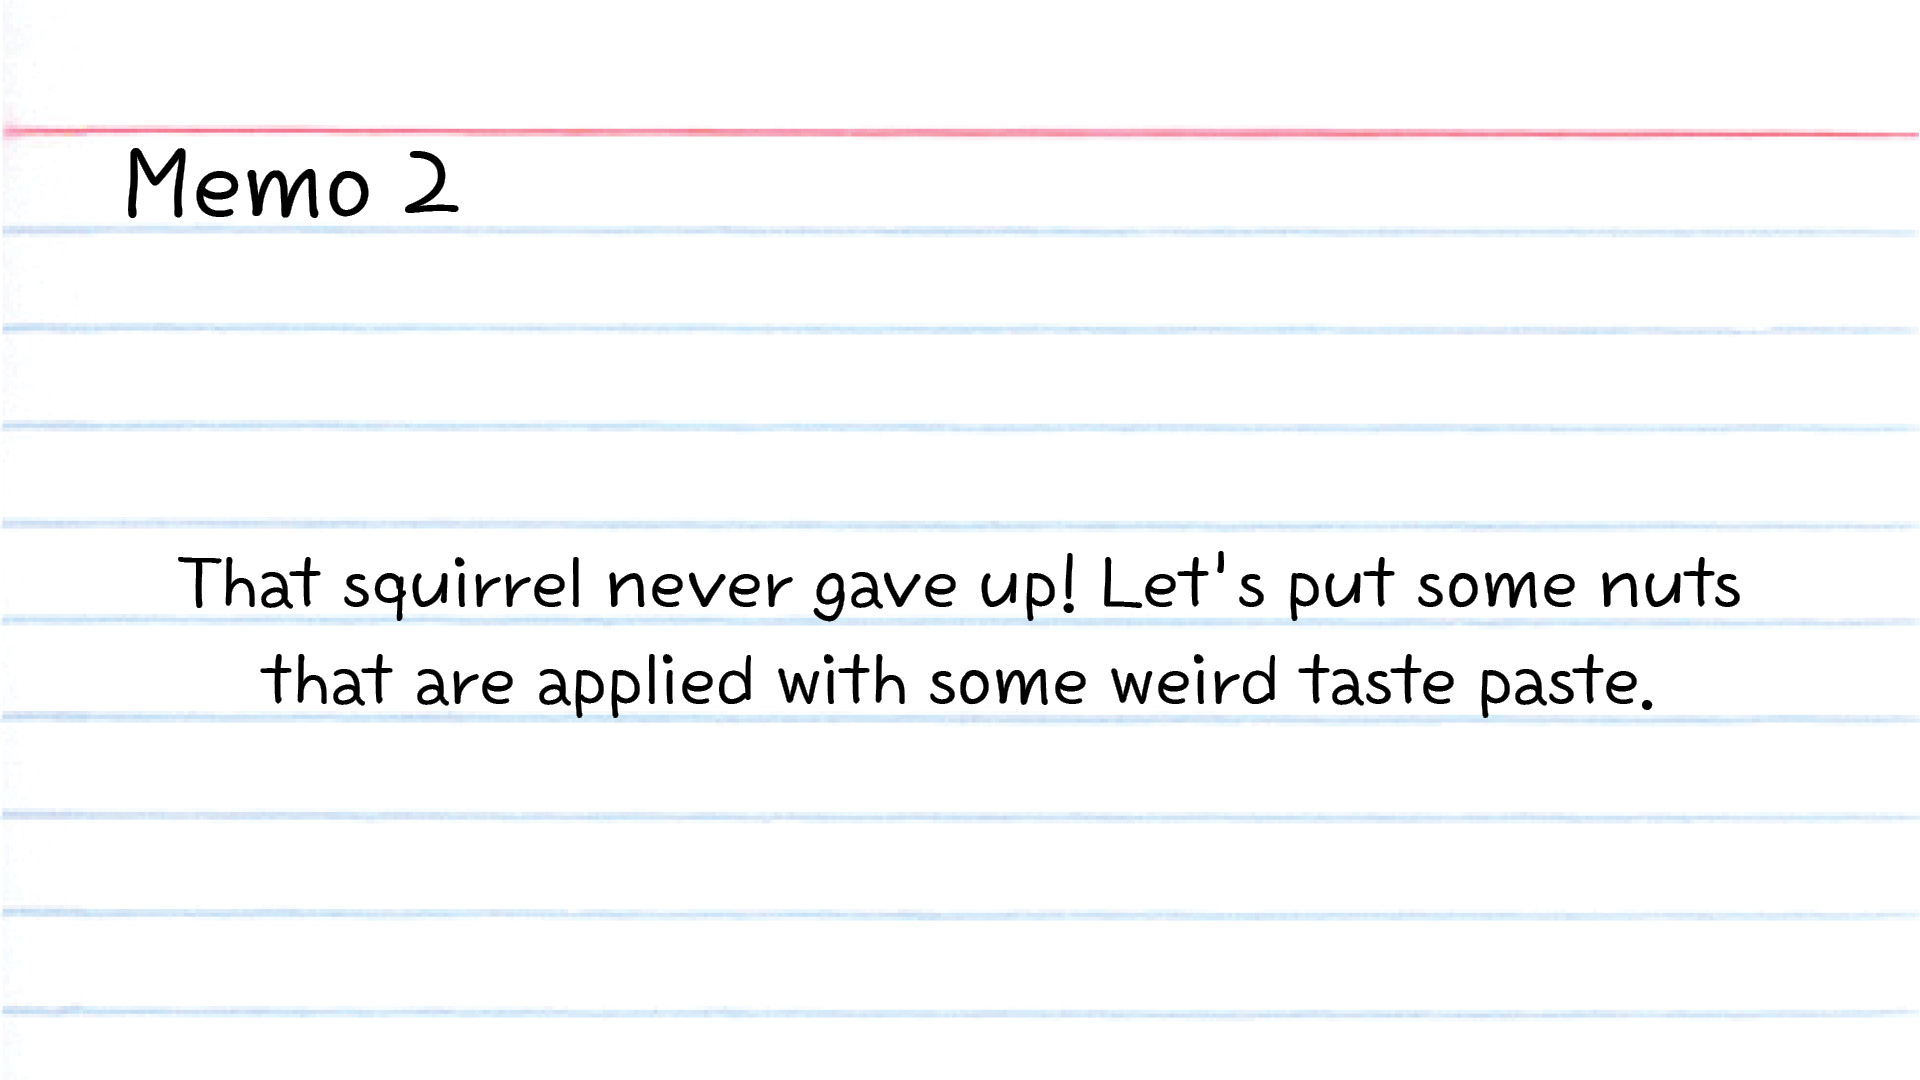 Memo 2
That squirrel never gave up! Let's put some nuts
that are applied with some weird taste paste.